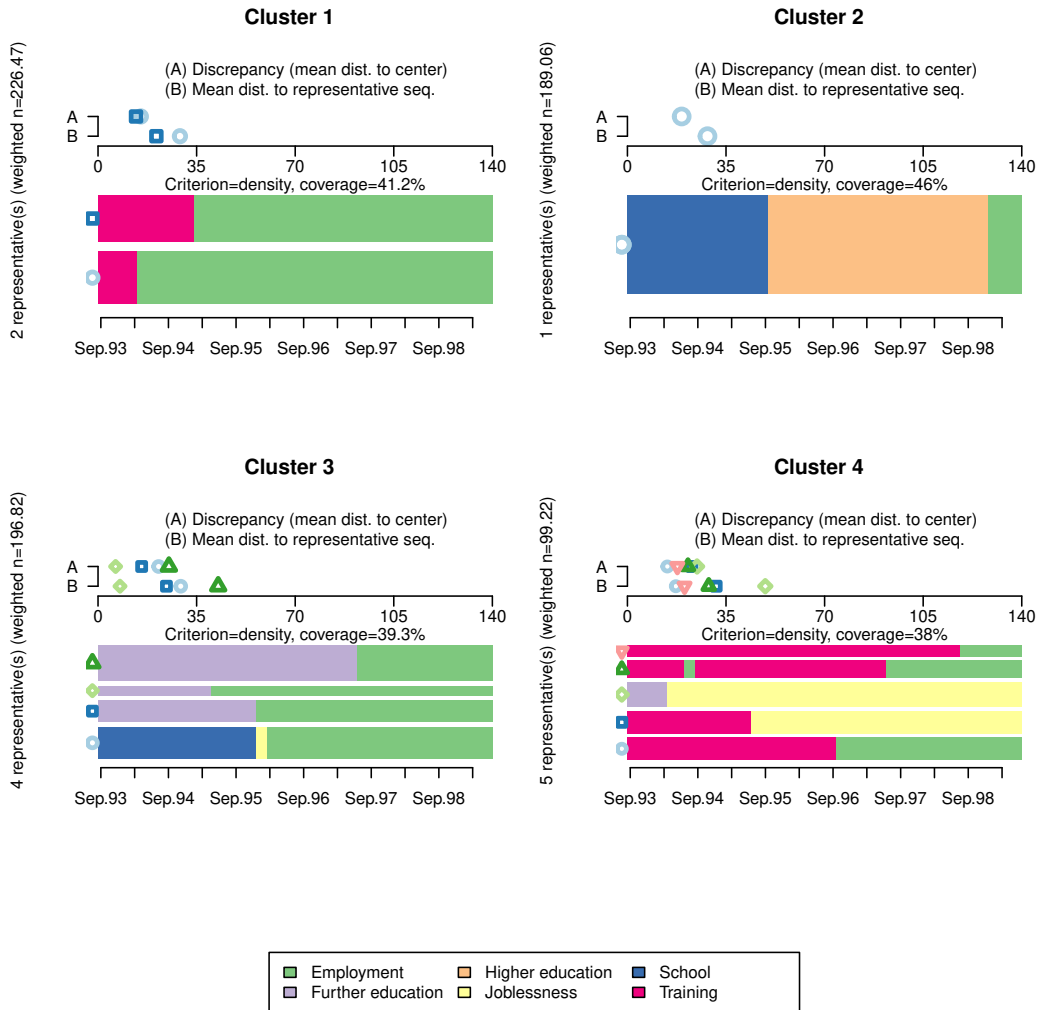 Cluster 1
2 representative(s) (weighted n=226.47)
(A) Discrepancy (mean dist. to center)
(B) Mean dist. to representative seq.
A
B
0 35 70 105 140
Criterion=density, coverage=41.2%
Sep.93 Sep.94 Sep.95 Sep.96 Sep.97 Sep.98
Cluster 2
1 representative(s) (weighted n=189.06)
(A) Discrepancy (mean dist. to center)
(B) Mean dist. to representative seq.
A
B
0 35 70 105 140
Criterion=density, coverage=46%
Sep.93 Sep.94 Sep.95 Sep.96 Sep.97 Sep.98
Cluster 3
4 representative(s) (weighted n=196.82)
(A) Discrepancy (mean dist. to center)
(B) Mean dist. to representative seq.
A
B
0 35 70 105 140
Criterion=density, coverage=39.3%
Sep.93 Sep.94 Sep.95 Sep.96 Sep.97 Sep.98
Cluster 4
5 representative(s) (weighted n=99.22)
(A) Discrepancy (mean dist. to center)
(B) Mean dist. to representative seq.
A
B
0 35 70 105 140
Criterion=density, coverage=38%
Sep.93 Sep.94 Sep.95 Sep.96 Sep.97 Sep.98
Employment Higher education School
Further education Joblessness Training